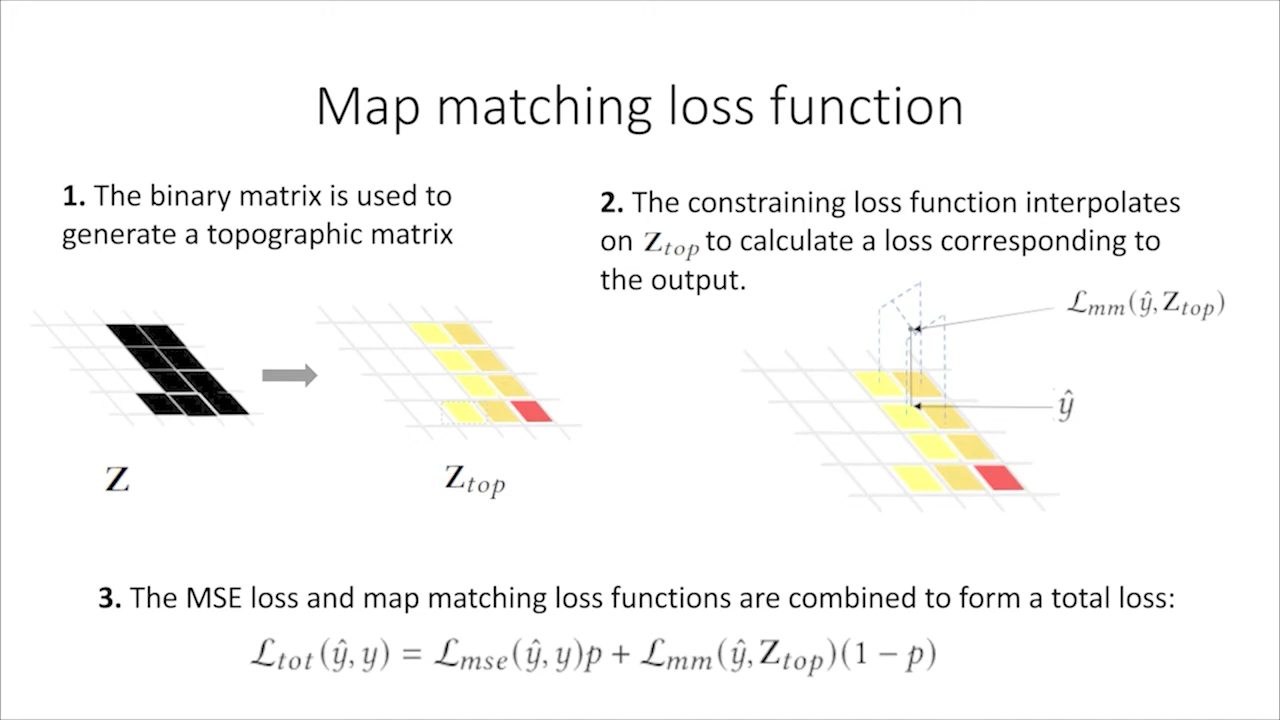 Map matching loss function
1. The binary matrix is used to
generate a topographic matrix
2. The constraining loss function interpolates
on Z_top to calculate a loss corresponding to
the output.
ℒ_mm(ŷ, Z_top)
ŷ
Z
Z_top
3. The MSE loss and map matching loss functions are combined to form a total loss:
ℒ_tot(ŷ, y) = ℒ_mse(ŷ, y)p + ℒ_mm(ŷ, Z_top)(1 − p)